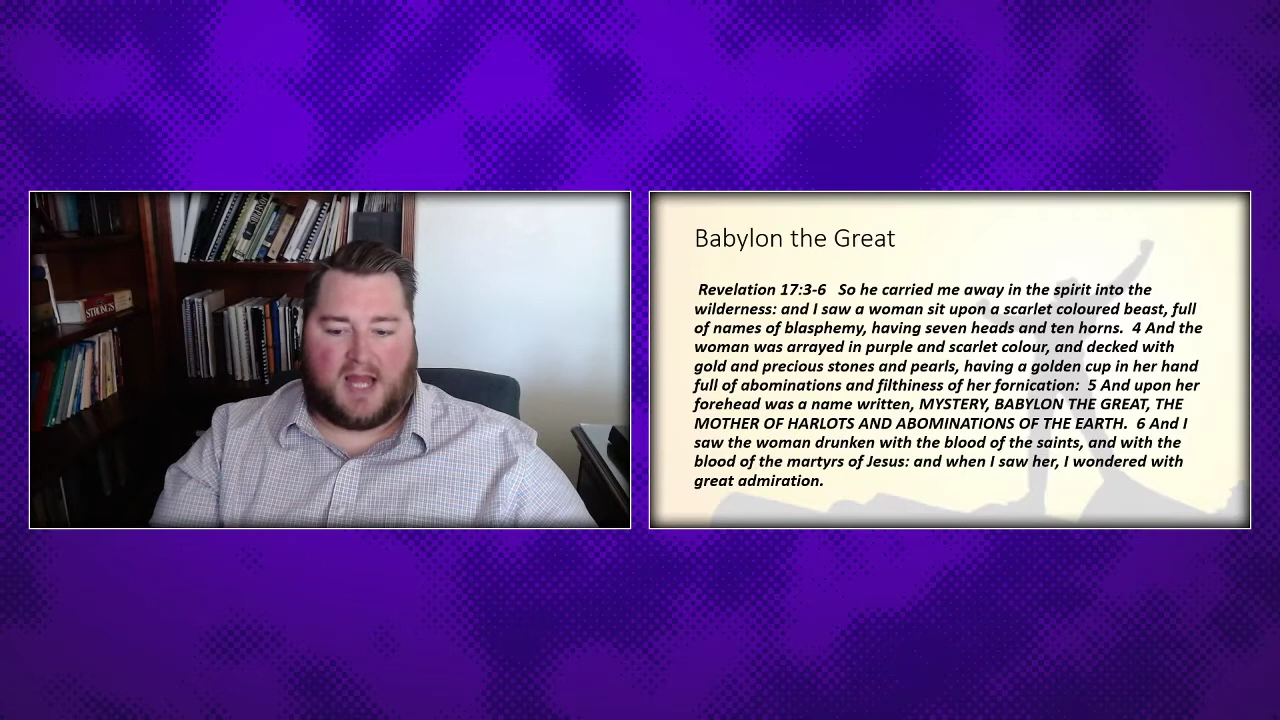 STRONG'S
Babylon the Great
Revelation 17:3-6 So he carried me away in the spirit into the
wilderness: and I saw a woman sit upon a scarlet coloured beast, full
of names of blasphemy, having seven heads and ten horns. 4 And the
woman was arrayed in purple and scarlet colour, and decked with
gold and precious stones and pearls, having a golden cup in her hand
full of abominations and filthiness of her fornication: 5 And upon her
forehead was a name written, MYSTERY, BABYLON THE GREAT, THE
MOTHER OF HARLOTS AND ABOMINATIONS OF THE EARTH. 6 And I
saw the woman drunken with the blood of the saints, and with the
blood of the martyrs of Jesus: and when I saw her, I wondered with
great admiration.